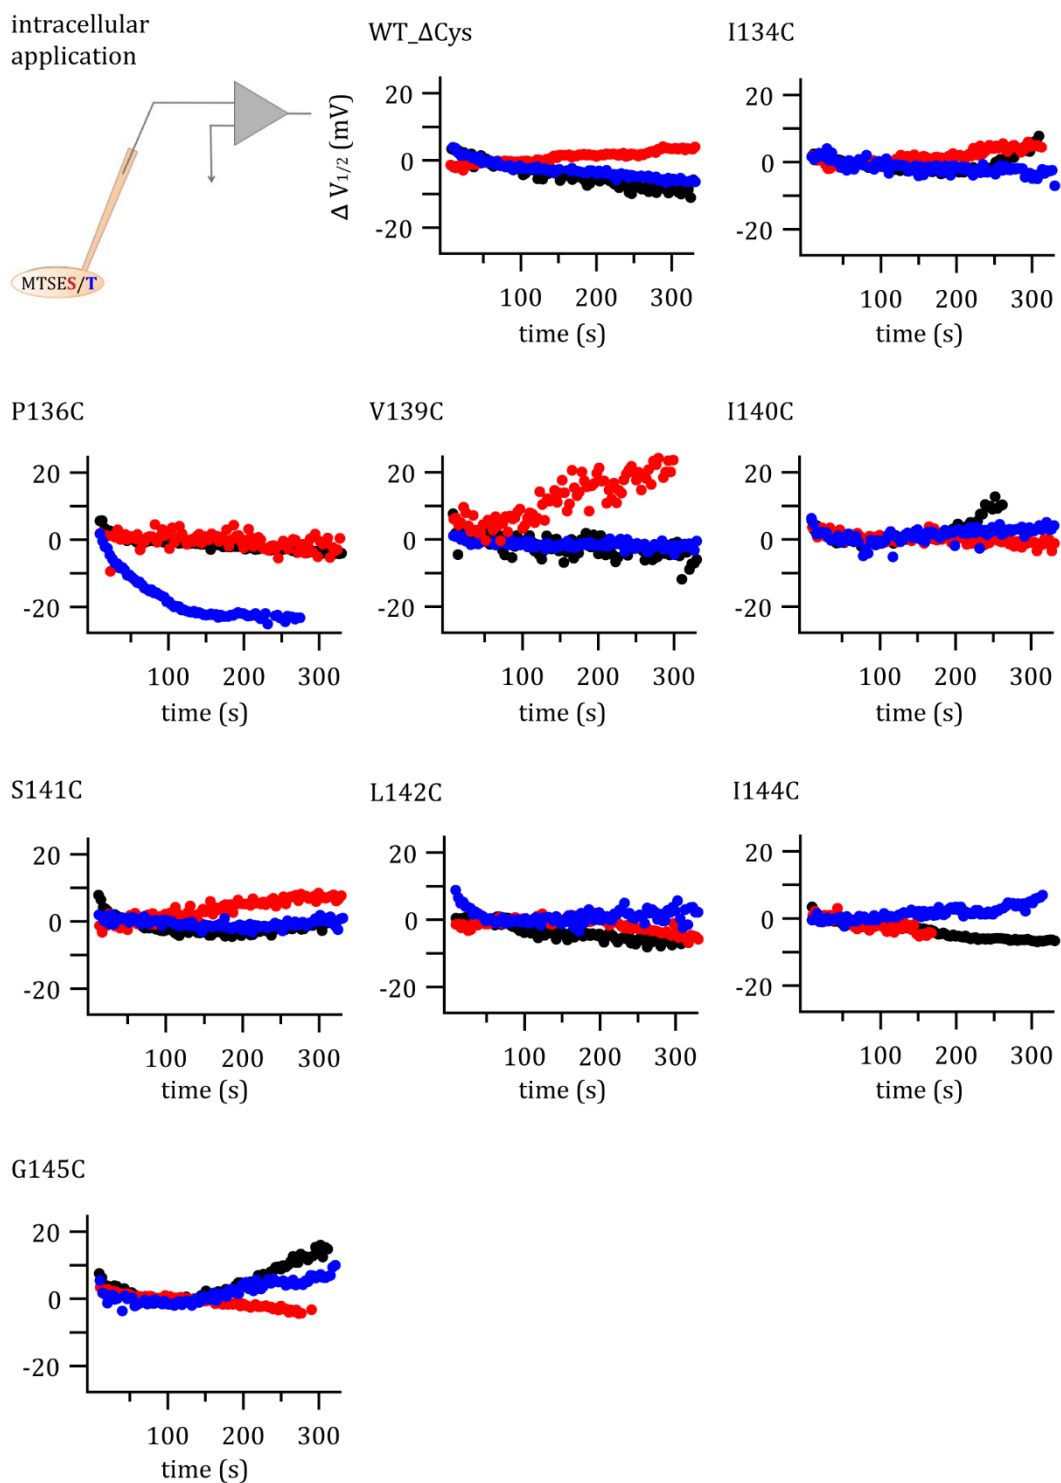 intracellular
application
MTSES/T
WT_ΔCys
Δ V1/2 (mV)
20
0
-20
100 200 300
time (s)
I134C
20
0
-20
100 200 300
time (s)
P136C
20
0
-20
100 200 300
time (s)
V139C
20
0
-20
100 200 300
time (s)
I140C
20
0
-20
100 200 300
time (s)
S141C
20
0
-20
100 200 300
time (s)
L142C
20
0
-20
100 200 300
time (s)
I144C
20
0
-20
100 200 300
time (s)
G145C
20
0
-20
100 200 300
time (s)